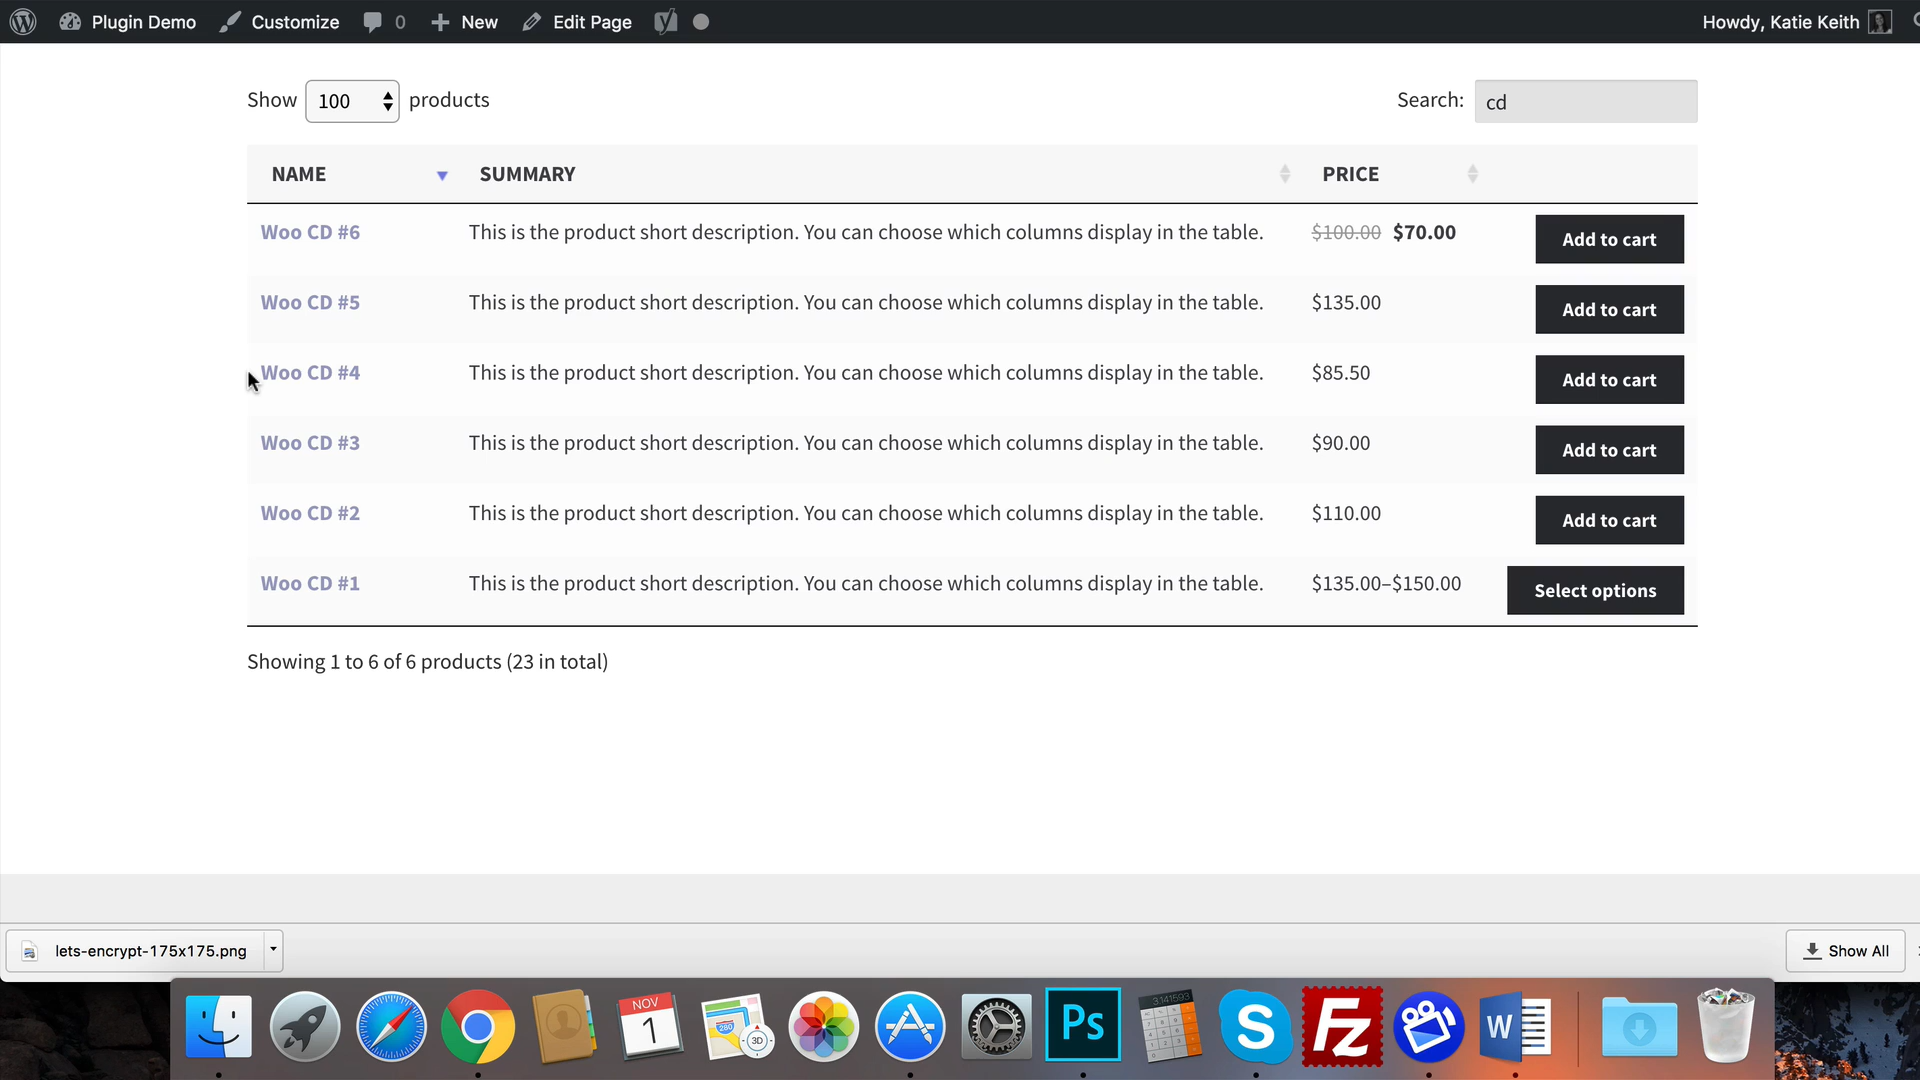 Plugin Demo Customize 0 New Edit Page Howdy, Katie Keith
Show 100 products Search: cd
NAME SUMMARY PRICE
Woo CD #6 This is the product short description. You can choose which columns display in the table. $100.00 $70.00 Add to cart
Woo CD #5 This is the product short description. You can choose which columns display in the table. $135.00 Add to cart
Woo CD #4 This is the product short description. You can choose which columns display in the table. $85.50 Add to cart
Woo CD #3 This is the product short description. You can choose which columns display in the table. $90.00 Add to cart
Woo CD #2 This is the product short description. You can choose which columns display in the table. $110.00 Add to cart
Woo CD #1 This is the product short description. You can choose which columns display in the table. $135.00–$150.00 Select options
Showing 1 to 6 of 6 products (23 in total)
lets-encrypt-175x175.png Show All
NOV
1
280
3D
Ps
3.141593
S
Fz
W